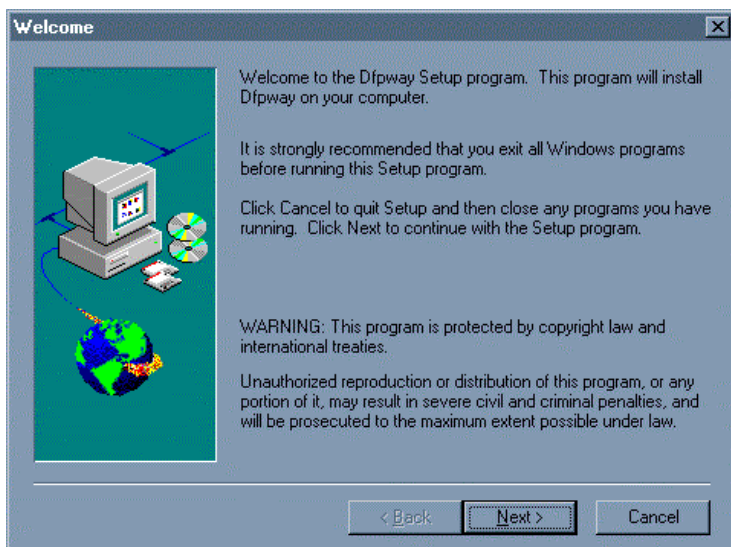 Welcome
Welcome to the Dfpway Setup program. This program will install
Dfpway on your computer.
It is strongly recommended that you exit all Windows programs
before running this Setup program.
Click Cancel to quit Setup and then close any programs you have
running. Click Next to continue with the Setup program.
WARNING: This program is protected by copyright law and
international treaties.
Unauthorized reproduction or distribution of this program, or any
portion of it, may result in severe civil and criminal penalties, and
will be prosecuted to the maximum extent possible under law.
< Back Next > Cancel